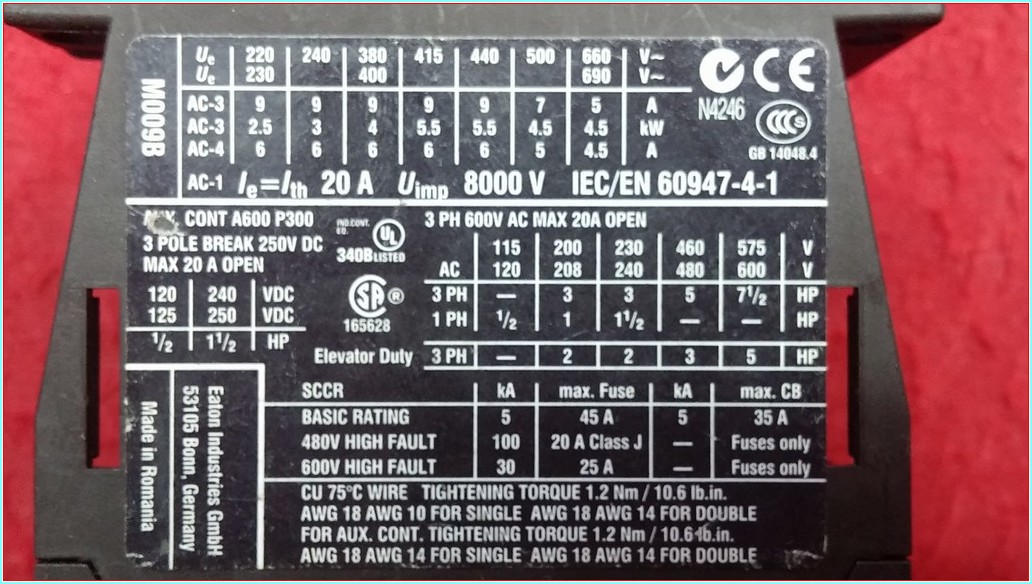 M009B
Ue 220 240 380 415 440 500 660 V~
Ue 230 400 690 V~
AC-3 9 9 9 9 9 7 5 A
AC-3 2.5 3 4 5.5 5.5 4.5 4.5 kW
AC-4 6 6 6 6 6 5 4.5 A
AC-1 Ie=Ith 20 A Uimp 8000 V IEC/EN 60947-4-1
CE
N4246
CCC S
GB 14048.4
CONT A600 P300
3 POLE BREAK 250V DC
MAX 20 A OPEN
120 240 VDC
125 250 VDC
1/2 1 1/2 HP
IND.CONT.
EQ.
UL
340B LISTED
SA ®
165628
3 PH 600V AC MAX 20A OPEN
115 200 230 460 575 V
AC 120 208 240 480 600 V
3 PH — 3 3 5 7 1/2 HP
1 PH 1/2 1 1 1/2 — — HP
Elevator Duty 3 PH — 2 2 3 5 HP
SCCR kA max. Fuse kA max. CB
BASIC RATING 5 45 A 5 35 A
480V HIGH FAULT 100 20 A Class J — Fuses only
600V HIGH FAULT 30 25 A — Fuses only
CU 75°C WIRE TIGHTENING TORQUE 1.2 Nm / 10.6 lb.in.
AWG 18 AWG 10 FOR SINGLE AWG 18 AWG 14 FOR DOUBLE
FOR AUX. CONT. TIGHTENING TORQUE 1.2 Nm / 10.6 lb.in.
AWG 18 AWG 14 FOR SINGLE AWG 18 AWG 14 FOR DOUBLE
Eaton Industries GmbH
53105 Bonn, Germany
Made in Romania